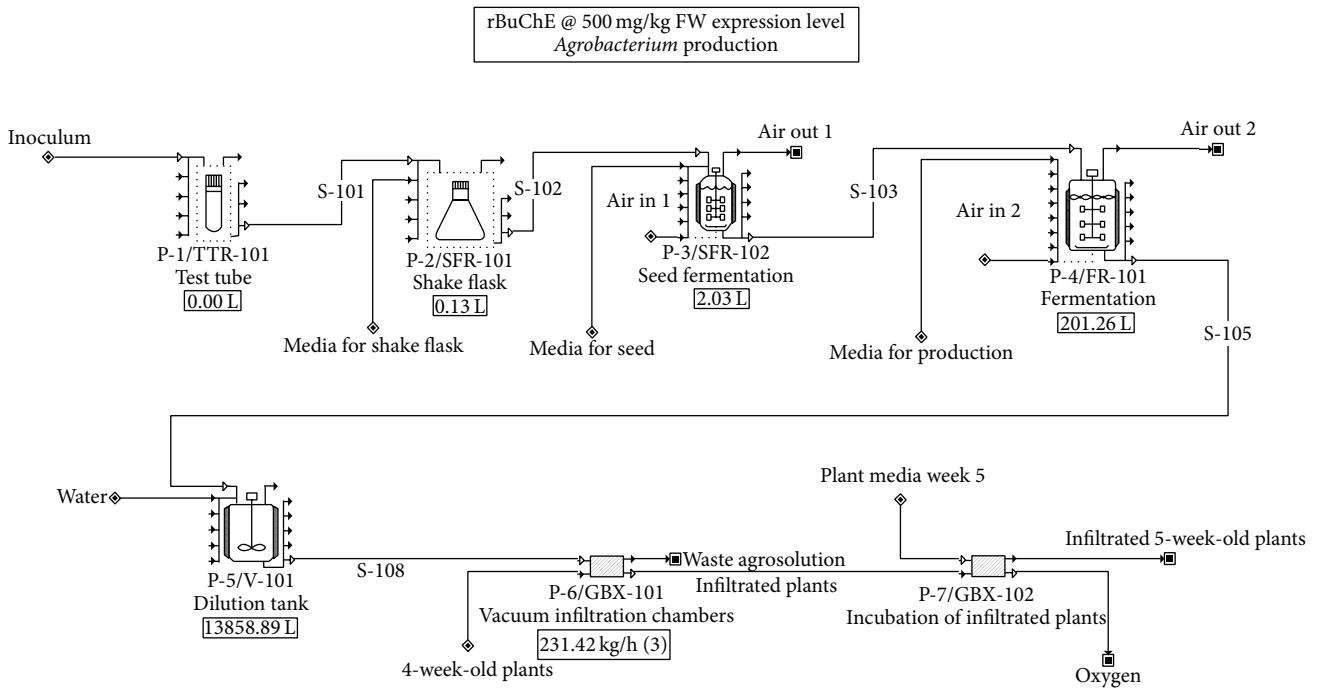 rBuChE @ 500 mg/kg FW expression level
Agrobacterium production
Inoculum
S-101
P-1/TTR-101
Test tube
0.00 L
S-102
P-2/SFR-101
Shake flask
0.13 L
Media for shake flask
Air out 1
Air in 1
P-3/SFR-102
Seed fermentation
2.03 L
Media for seed
S-103
Air out 2
Air in 2
P-4/FR-101
Fermentation
201.26 L
Media for production
S-105
Water
P-5/V-101
Dilution tank
13858.89 L
S-108
Waste agrosolution
Infiltrated plants
P-6/GBX-101
Vacuum infiltration chambers
231.42 kg/h (3)
4-week-old plants
Plant media week 5
Infiltrated 5-week-old plants
P-7/GBX-102
Incubation of infiltrated plants
Oxygen